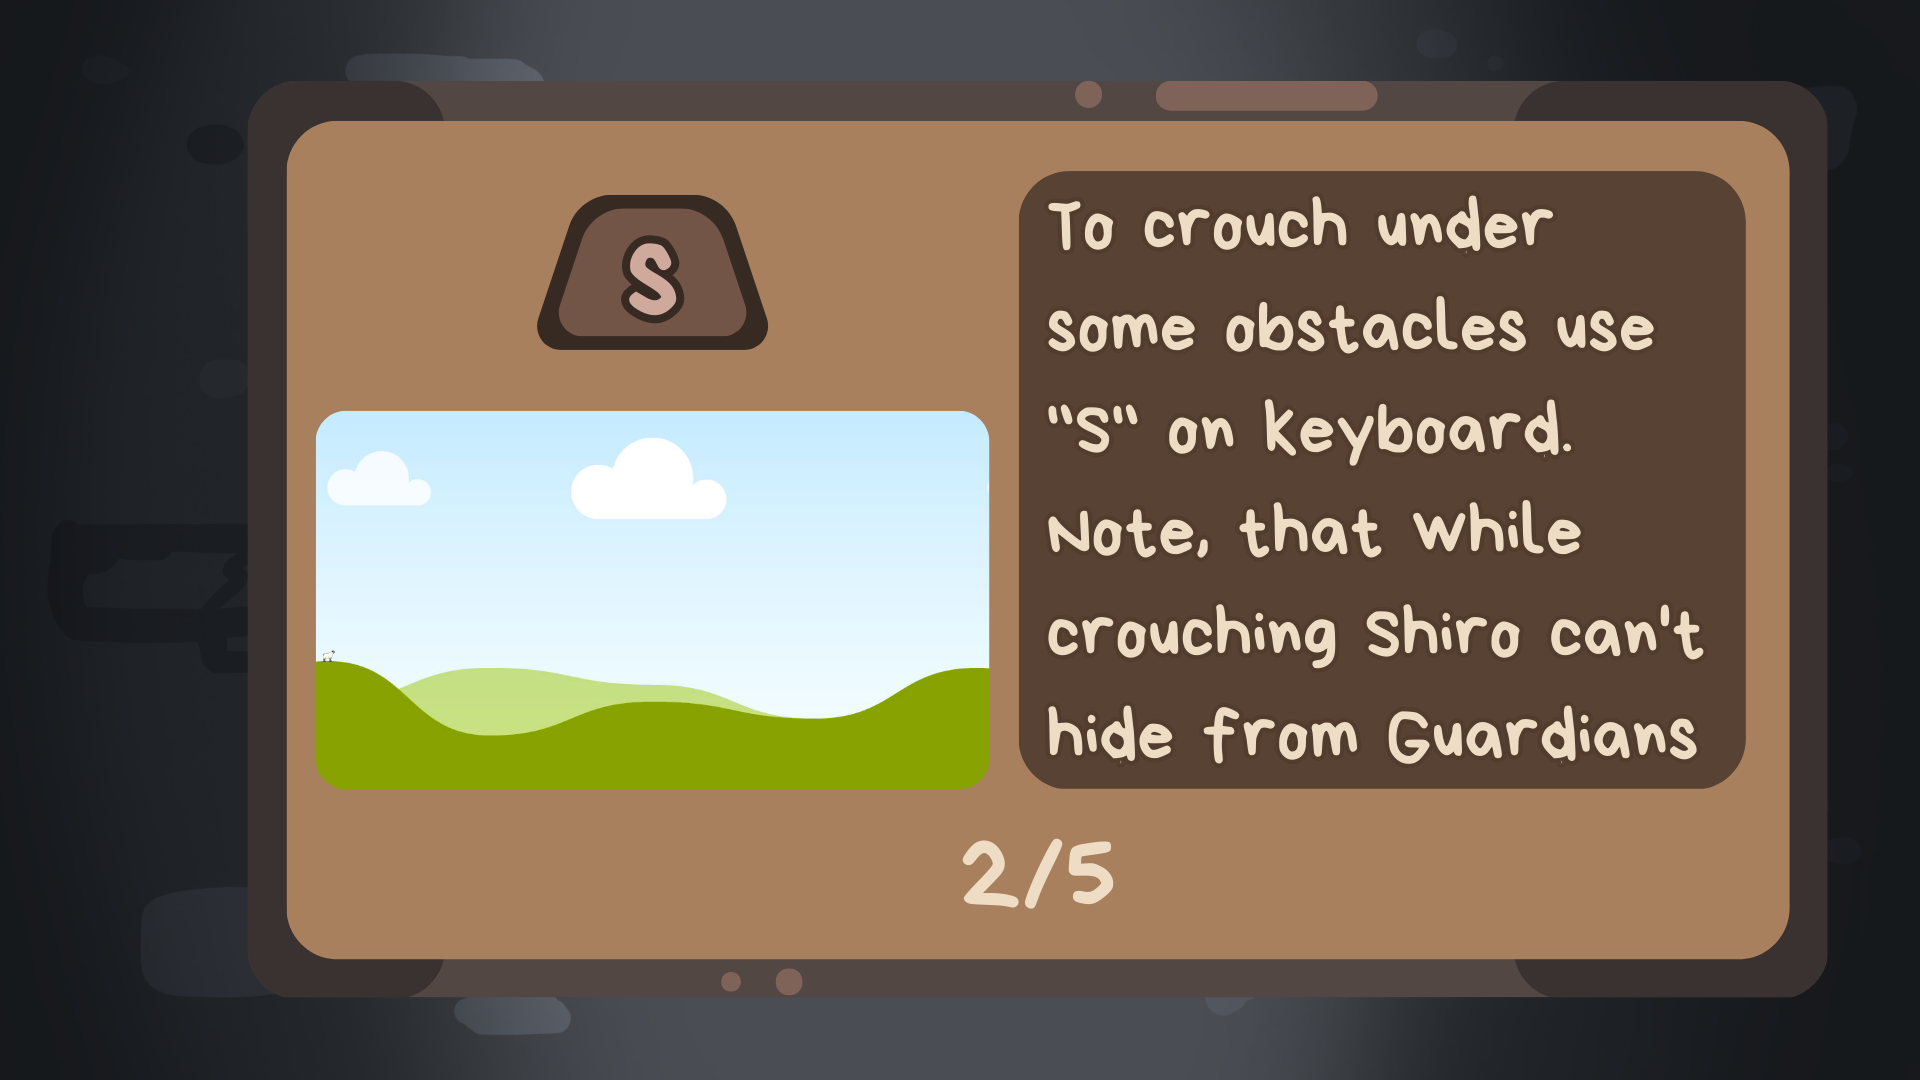 S
To crouch under
some obstacles use
"S" on keyboard.
Note, that while
crouching Shiro can't
hide from Guardians
2/5